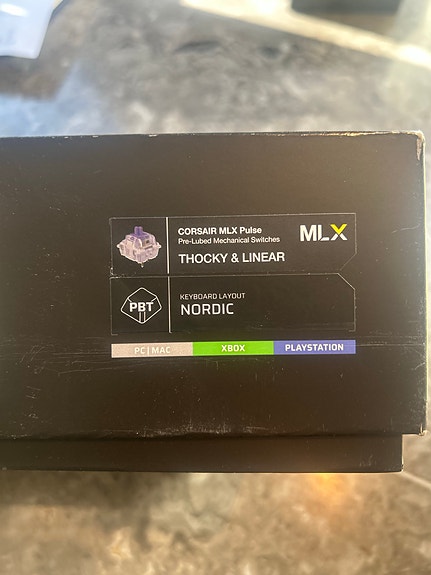 CORSAIR MLX Pulse
Pre-Lubed Mechanical Switches
THOCKY & LINEAR
MLX
PBT
KEYBOARD LAYOUT
NORDIC
PC | MAC
XBOX
PLAYSTATION